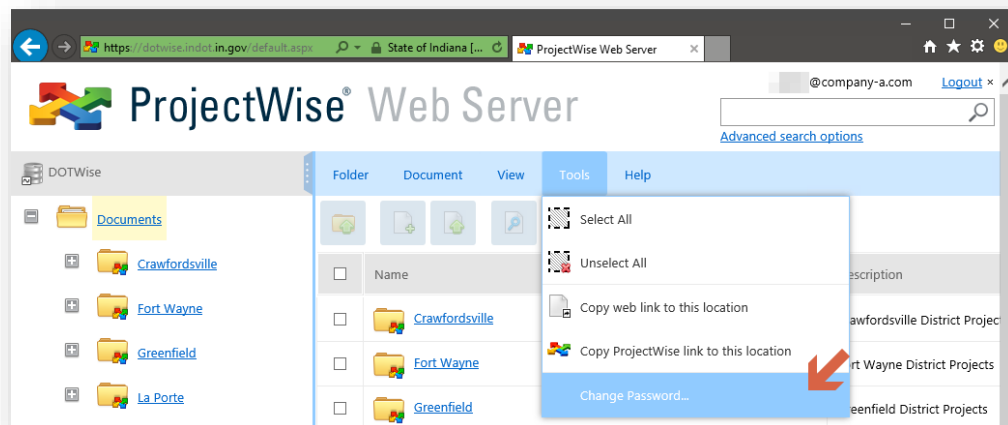 https://dotwise.indot.in.gov/default.aspx
State of Indiana [...
ProjectWise Web Server
@company-a.com
Logout
ProjectWise® Web Server
Advanced search options
DOTWise
Folder Document View Tools Help
Documents
Crawfordsville
Fort Wayne
Greenfield
La Porte
Select All
Unselect All
Copy web link to this location
Copy ProjectWise link to this location
Change Password...
Name
escription
Crawfordsville
awfordsville District Projec
Fort Wayne
rt Wayne District Projects
Greenfield
eenfield District Projects